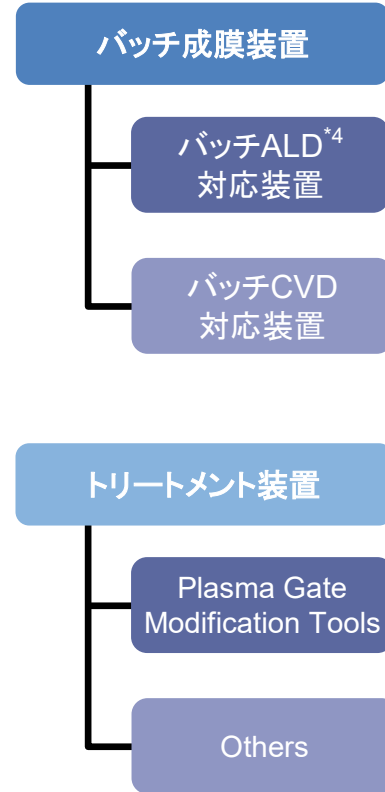 バッチ成膜装置
バッチALD*4
対応装置
バッチCVD
対応装置
トリートメント装置
Plasma Gate
Modification Tools
Others